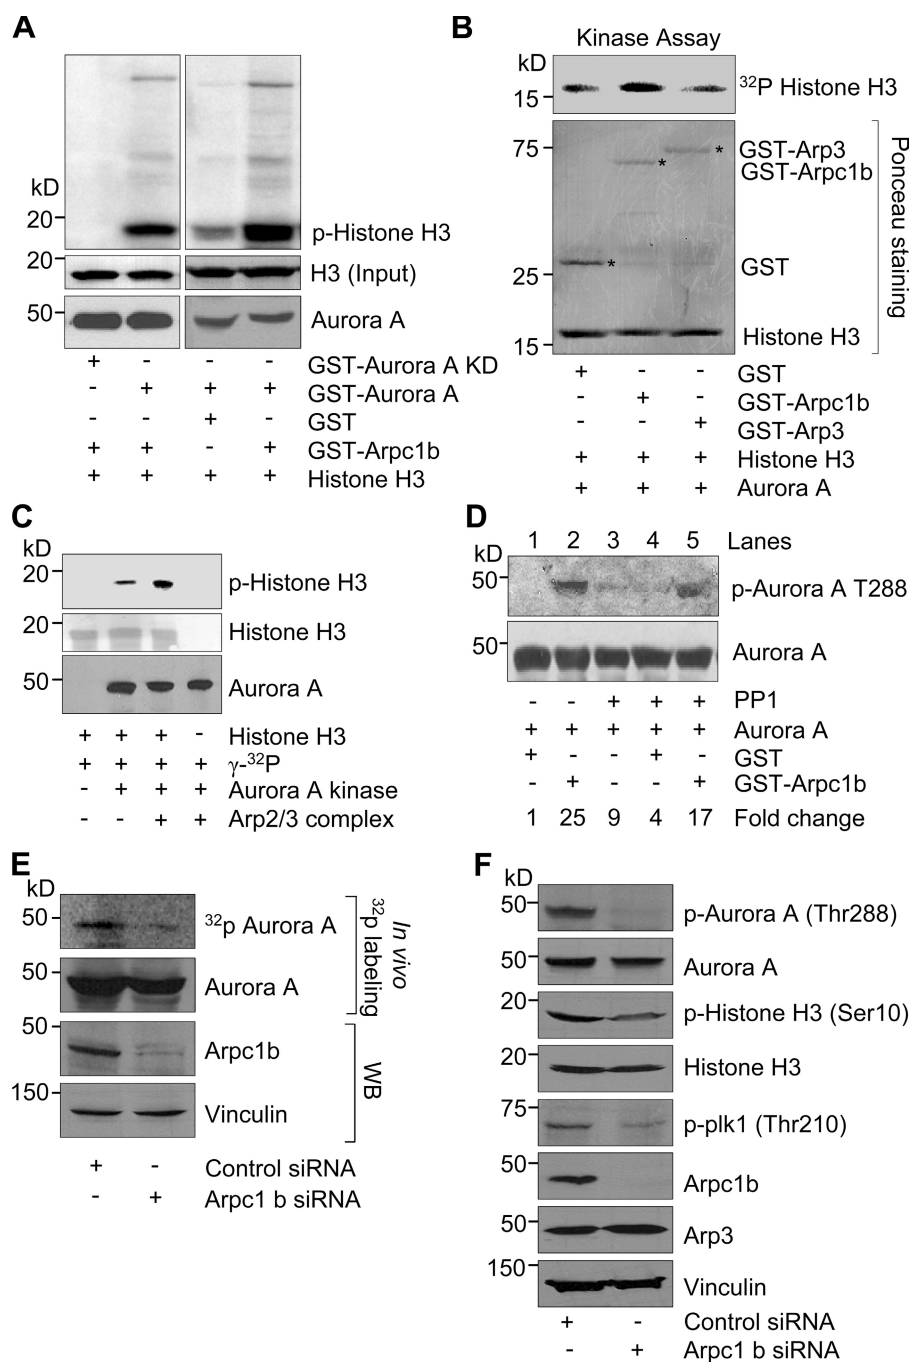 A
kD
20
p-Histone H3
20
H3 (Input)
50
Aurora A
+ - - - GST-Aurora A KD
- + + + GST-Aurora A
- - + - GST
+ + - + GST-Arpc1b
+ + + + Histone H3
B
Kinase Assay
kD
15
32P Histone H3
75
GST-Arp3
*
GST-Arpc1b
*
GST
*
25
Histone H3
15
Ponceau staining
+ - - GST
- + - GST-Arpc1b
- - + GST-Arp3
+ + + Histone H3
+ + + Aurora A
C
kD
20
p-Histone H3
20
Histone H3
50
Aurora A
+ + + - Histone H3
+ + + + γ-32P
- + + + Aurora A kinase
- - + + Arp2/3 complex
D
1 2 3 4 5 Lanes
kD
50
p-Aurora A T288
50
Aurora A
- - + + + PP1
+ + + + + Aurora A
+ - - + - GST
- + - - + GST-Arpc1b
1 25 9 4 17 Fold change
E
kD
50
32p Aurora A
50
Aurora A
In vivo
32p labeling
50
Arpc1b
150
Vinculin
WB
+ - Control siRNA
- + Arpc1 b siRNA
F
kD
50
p-Aurora A (Thr288)
50
Aurora A
20
p-Histone H3 (Ser10)
20
Histone H3
75
p-plk1 (Thr210)
50
Arpc1b
50
Arp3
150
Vinculin
+ - Control siRNA
- + Arpc1 b siRNA